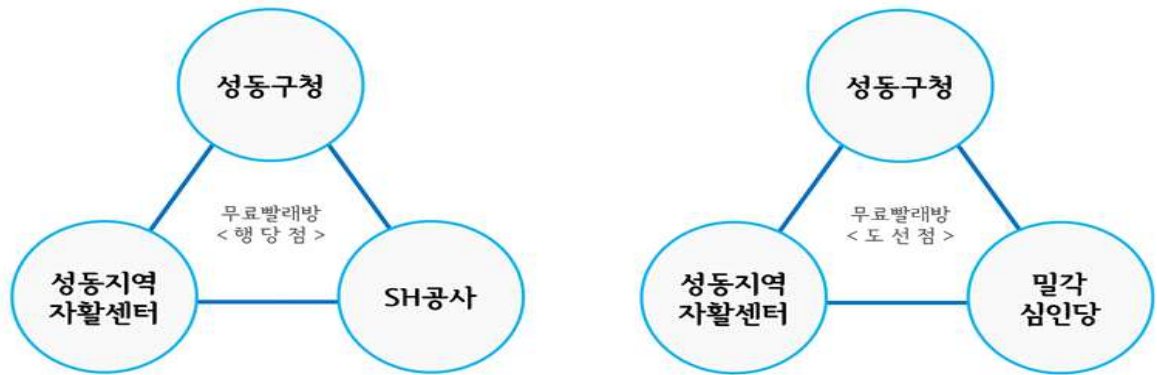 성동구청
무료빨래방
< 행 당 점 >
성동지역
자활센터
SH공사
성동구청
무료빨래방
< 도 선 점 >
성동지역
자활센터
밀각
심인당